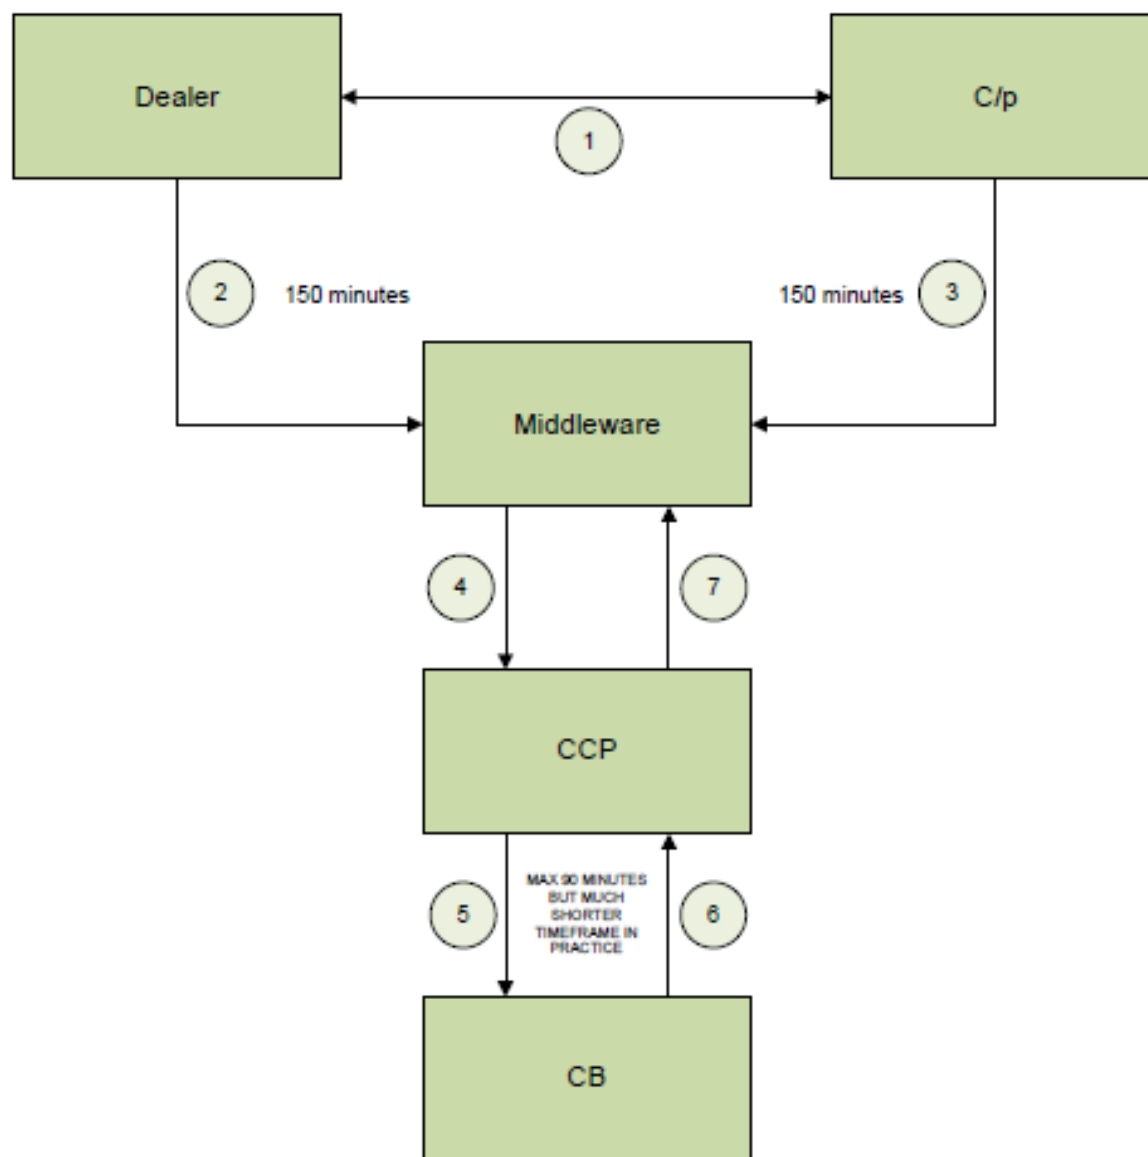 Dealer
C/p
1
2
150 minutes
150 minutes
3
Middleware
4
7
CCP
5
MAX 90 MINUTES
BUT MUCH
SHORTER
TIMEFRAME IN
PRACTICE
6
CB